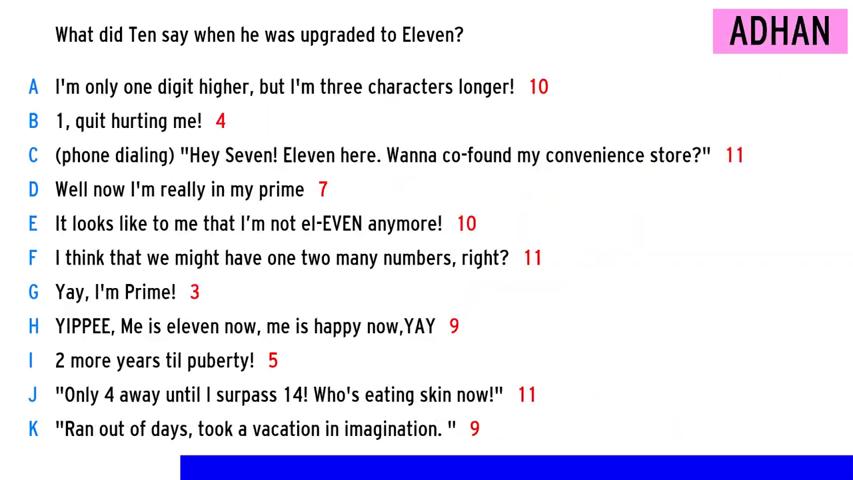 ADHAN
What did Ten say when he was upgraded to Eleven?
A I'm only one digit higher, but I'm three characters longer! 10
B 1, quit hurting me! 4
C (phone dialing) "Hey Seven! Eleven here. Wanna co-found my convenience store?" 11
D Well now I'm really in my prime 7
E It looks like to me that I'm not el-EVEN anymore! 10
F I think that we might have one two many numbers, right? 11
G Yay, I'm Prime! 3
H YIPPEE, Me is eleven now, me is happy now,YAY 9
I 2 more years til puberty! 5
J "Only 4 away until I surpass 14! Who's eating skin now!" 11
K "Ran out of days, took a vacation in imagination. " 9